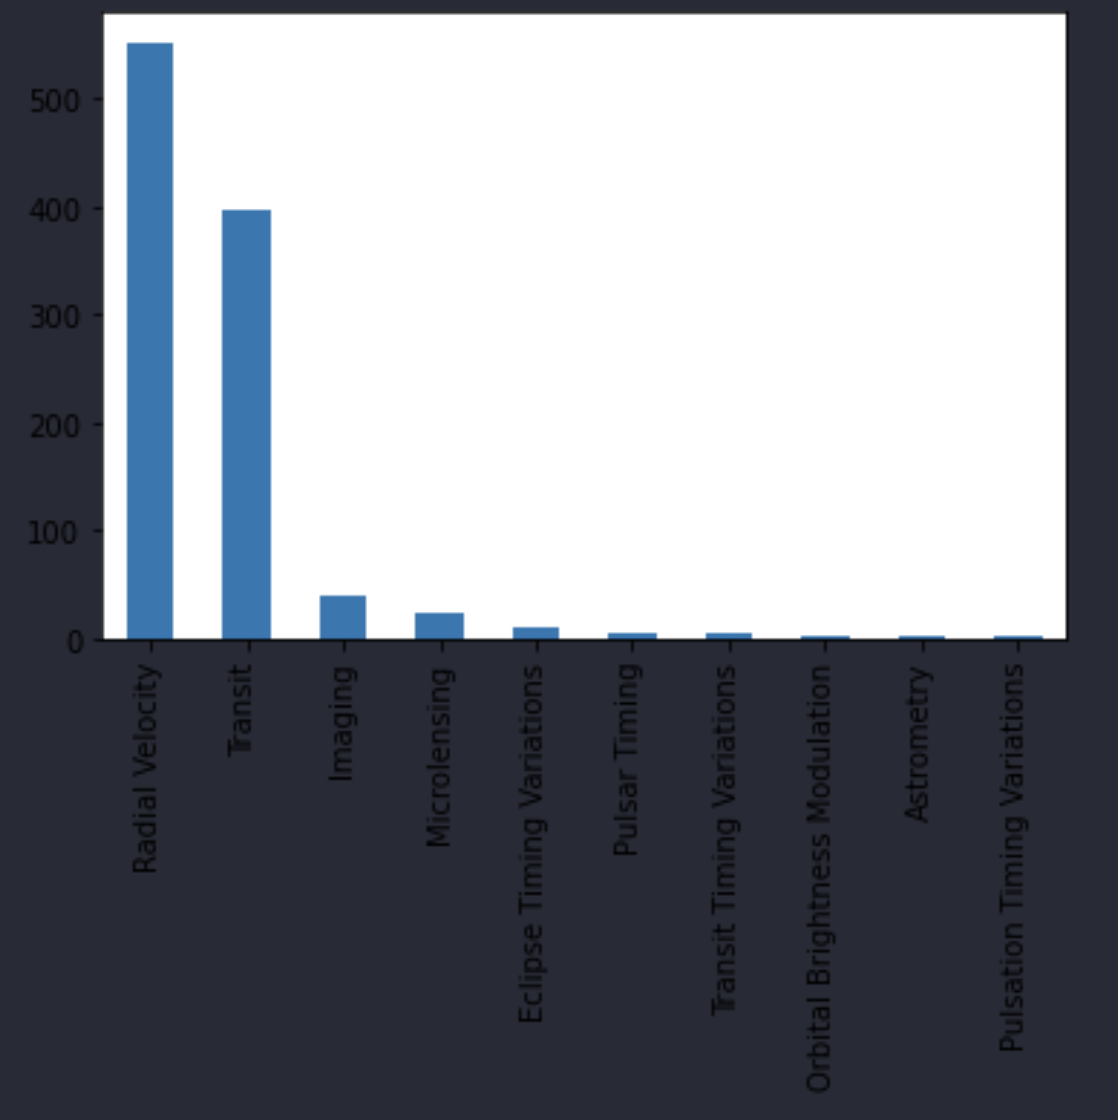 500
400
300
200
100
0
Radial Velocity
Transit
Imaging
Microlensing
Eclipse Timing Variations
Pulsar Timing
Transit Timing Variations
Orbital Brightness Modulation
Astrometry
Pulsation Timing Variations